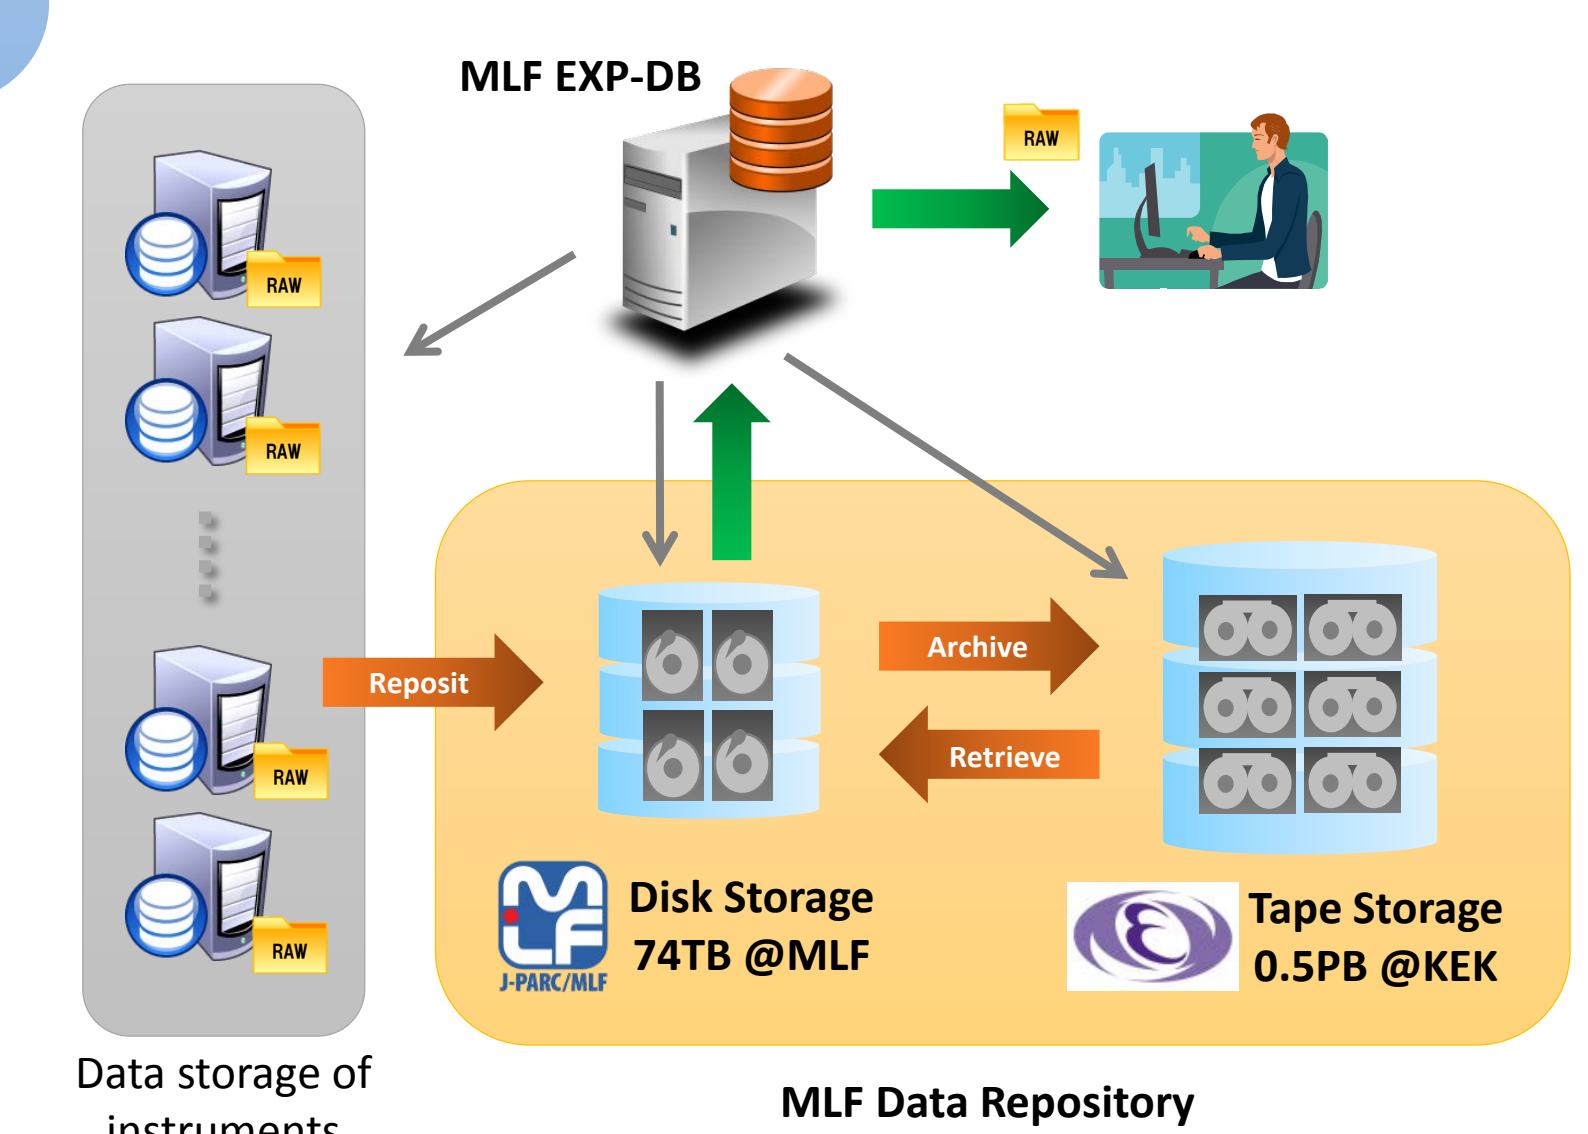 MLF EXP-DB
RAW
RAW
RAW
Archive
Reposit
Retrieve
RAW
RAW
Disk Storage
74TB @MLF
J-PARC/MLF
Tape Storage
0.5PB @KEK
Data storage of
instruments
MLF Data Repository